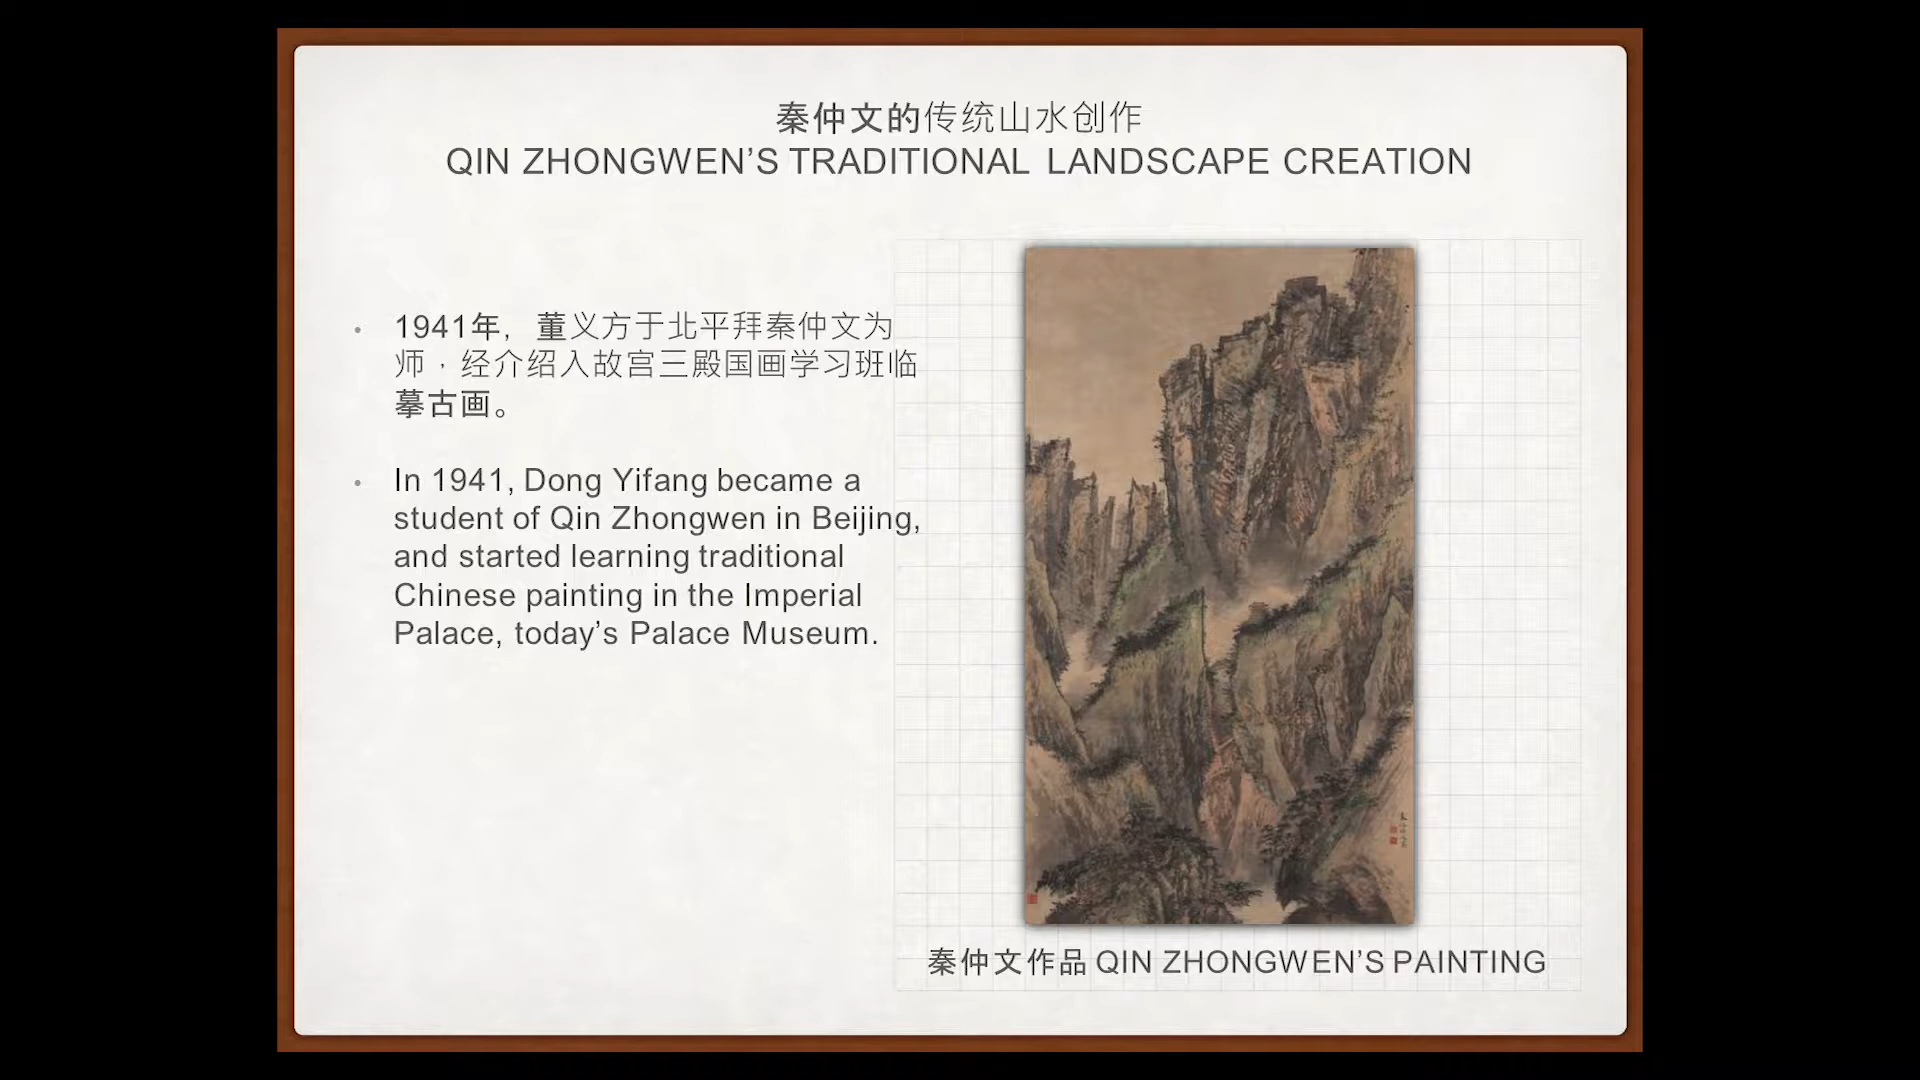 秦仲文的传统山水创作
QIN ZHONGWEN’S TRADITIONAL LANDSCAPE CREATION
• 1941年，董义方于北平拜秦仲文为
师，经介绍入故宫三殿国画学习班临
摹古画。
• In 1941, Dong Yifang became a
student of Qin Zhongwen in Beijing,
and started learning traditional
Chinese painting in the Imperial
Palace, today’s Palace Museum.
秦仲文作品 QIN ZHONGWEN’S PAINTING